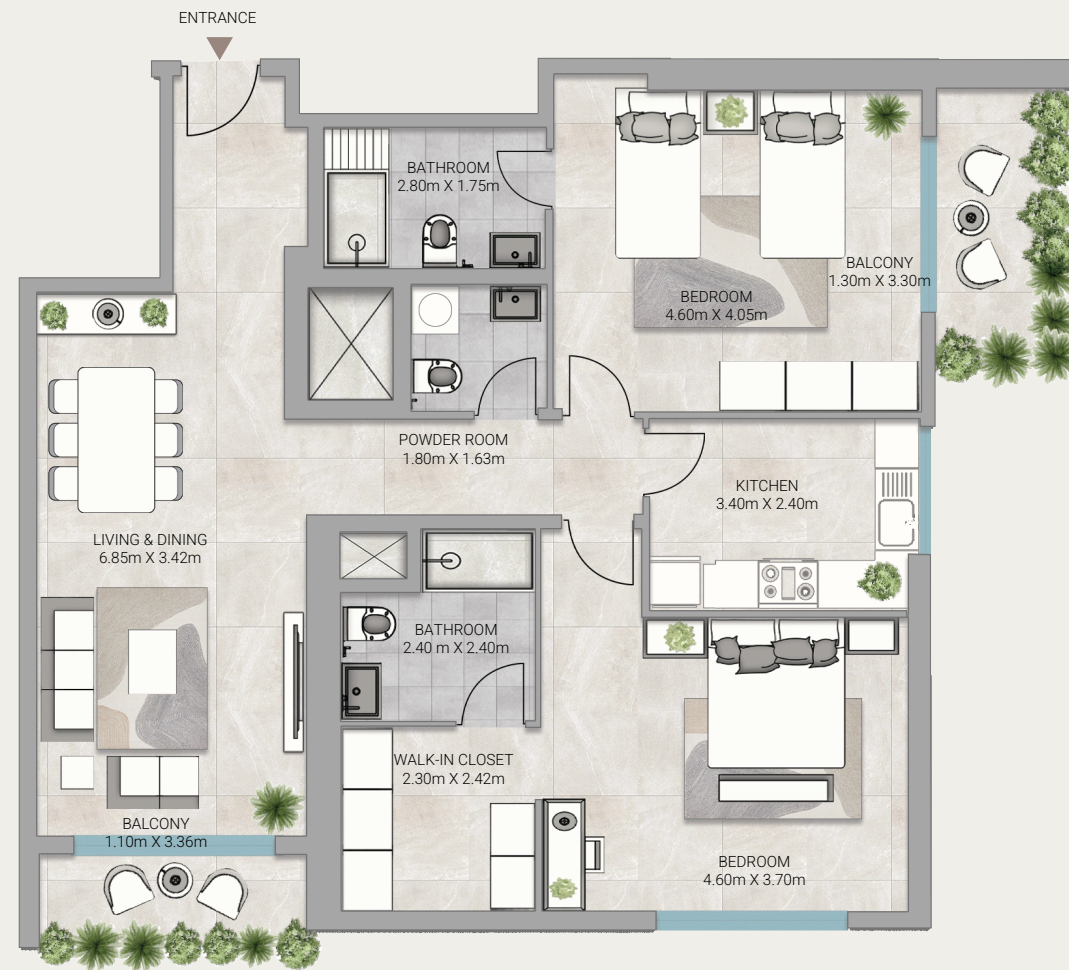 ENTRANCE
BATHROOM
2.80m X 1.75m
BALCONY
1.30m X 3.30m
BEDROOM
4.60m X 4.05m
POWDER ROOM
1.80m X 1.63m
KITCHEN
3.40m X 2.40m
LIVING & DINING
6.85m X 3.42m
BATHROOM
2.40 m X 2.40m
WALK-IN CLOSET
2.30m X 2.42m
BALCONY
1.10m X 3.36m
BEDROOM
4.60m X 3.70m